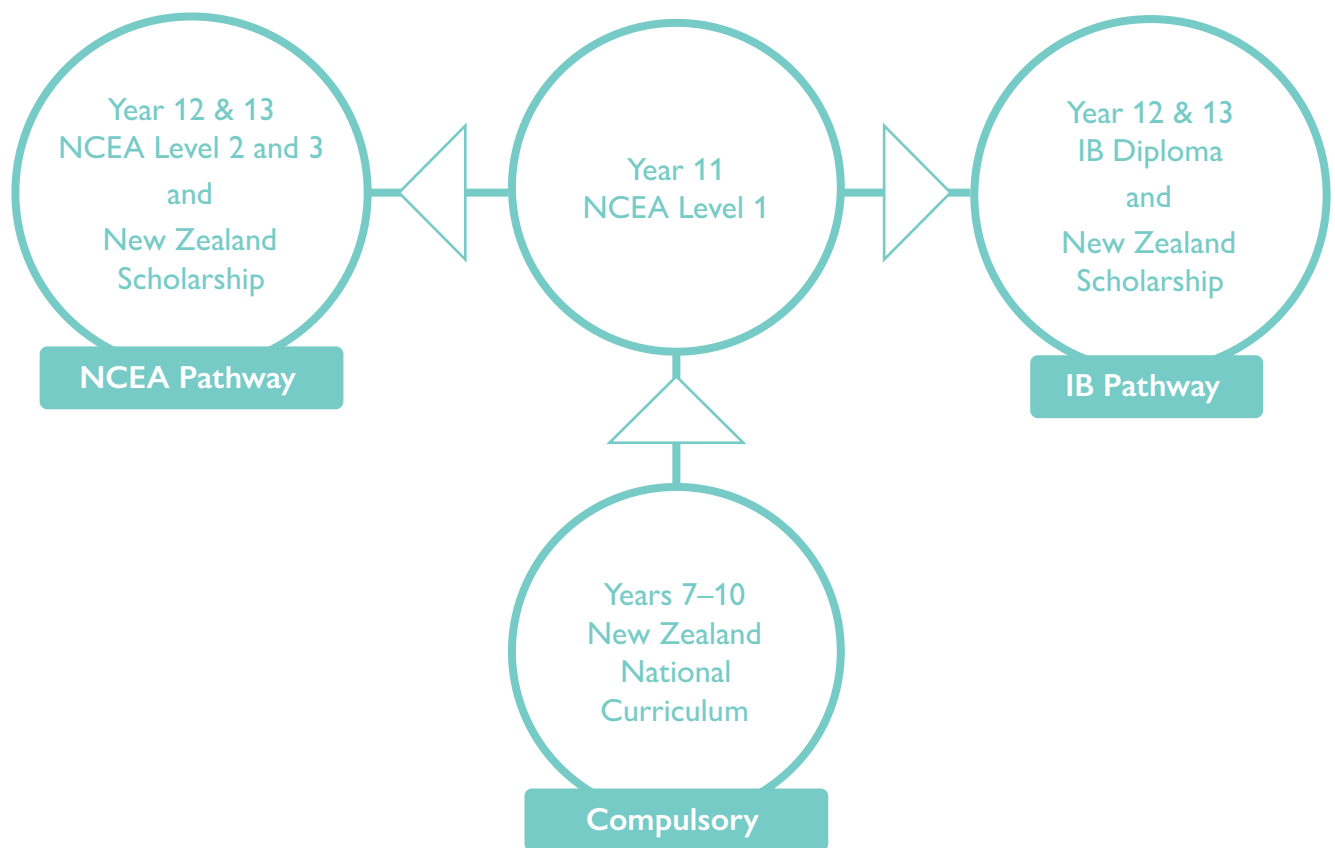 Year 12 & 13
NCEA Level 2 and 3
and
New Zealand
Scholarship
NCEA Pathway
Year 11
NCEA Level 1
Year 12 & 13
IB Diploma
and
New Zealand
Scholarship
IB Pathway
Years 7–10
New Zealand
National
Curriculum
Compulsory